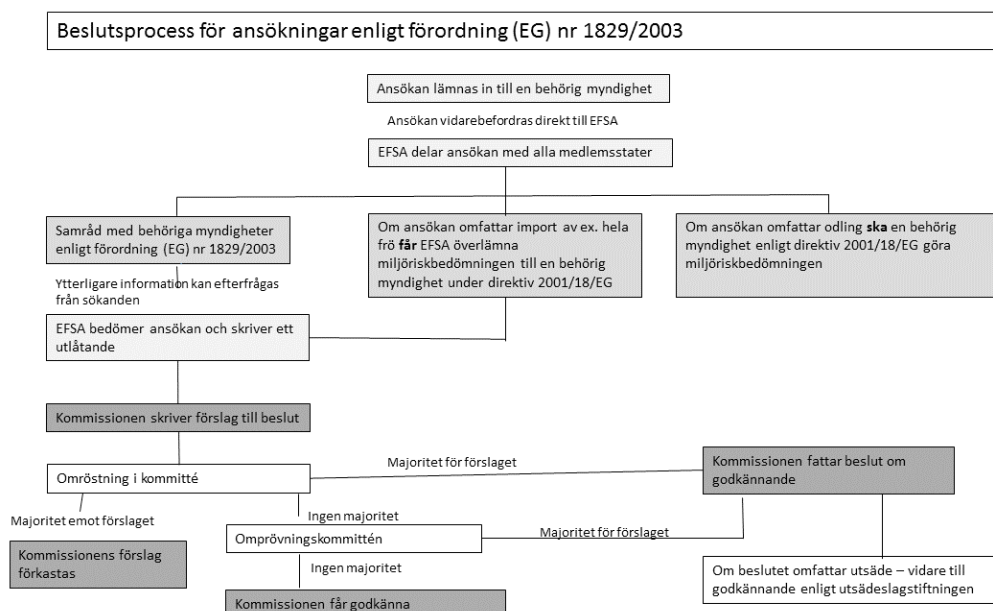 Beslutsprocess för ansökningar enligt förordning (EG) nr 1829/2003
Ansökan lämnas in till en behörig myndighet
Ansökan vidarebefordras direkt till EFSA
EFSA delar ansökan med alla medlemsstater
Samråd med behöriga myndigheter
enligt förordning (EG) nr 1829/2003
Om ansökan omfattar import av ex. hela
frö får EFSA överlämna
miljöriskbedömningen till en behörig
myndighet under direktiv 2001/18/EG
Om ansökan omfattar odling ska en behörig
myndighet enligt direktiv 2001/18/EG göra
miljöriskbedömningen
Ytterligare information kan efterfrågas
från sökanden
EFSA bedömer ansökan och skriver ett
utlåtande
Kommissionen skriver förslag till beslut
Omröstning i kommitté
Majoritet för förslaget
Kommissionen fattar beslut om
godkännande
Majoritet emot förslaget
Ingen majoritet
Kommissionens förslag
förkastas
Omprövningskommittén
Majoritet för förslaget
Ingen majoritet
Om beslutet omfattar utsäde – vidare till
godkännande enligt utsädeslagstiftningen
Kommissionen får godkänna